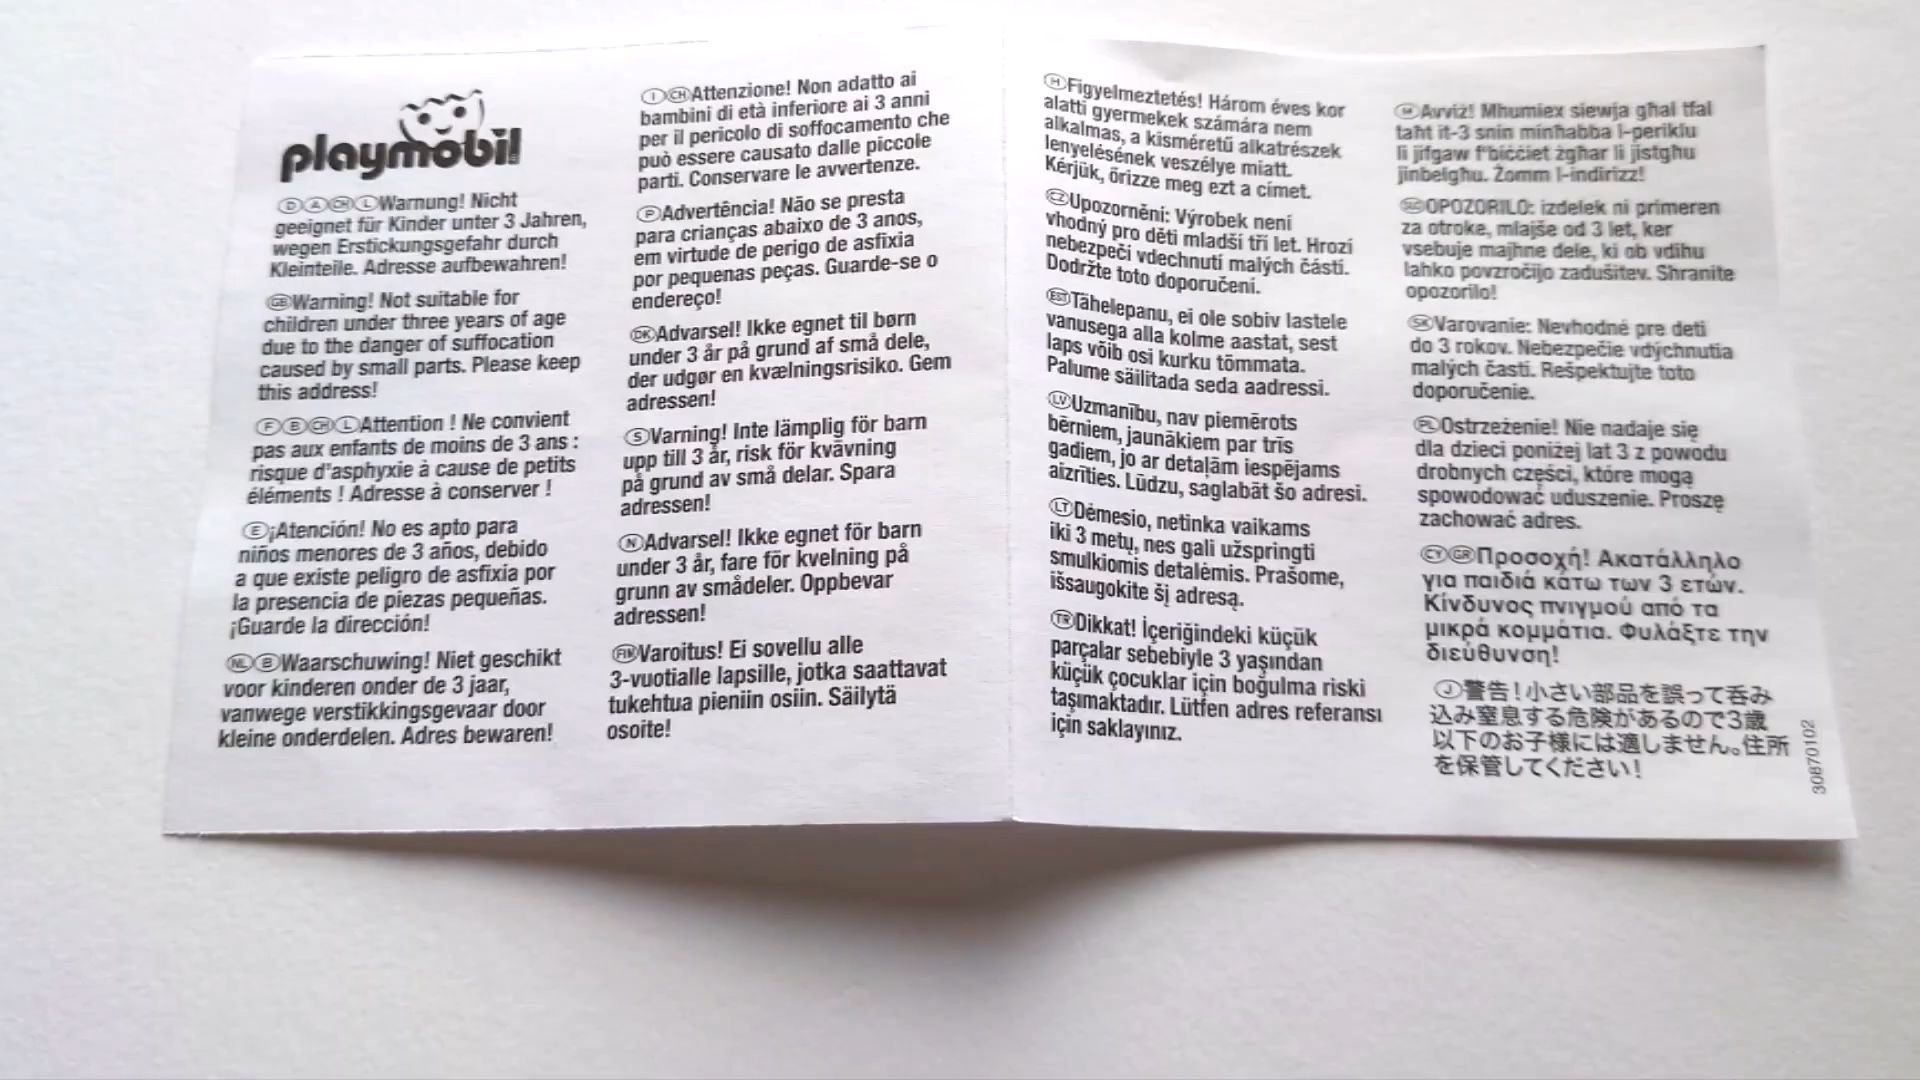 playmobil
D A CH L Warnung! Nicht
geeignet für Kinder unter 3 Jahren,
wegen Erstickungsgefahr durch
Kleinteile. Adresse aufbewahren!
GB Warning! Not suitable for
children under three years of age
due to the danger of suffocation
caused by small parts. Please keep
this address!
F B CH L Attention ! Ne convient
pas aux enfants de moins de 3 ans :
risque d'asphyxie à cause de petits
éléments ! Adresse à conserver !
E ¡Atención! No es apto para
niños menores de 3 años, debido
a que existe peligro de asfixia por
la presencia de piezas pequeñas.
¡Guarde la dirección!
NL B Waarschuwing! Niet geschikt
voor kinderen onder de 3 jaar,
vanwege verstikkingsgevaar door
kleine onderdelen. Adres bewaren!
I CH Attenzione! Non adatto ai
bambini di età inferiore ai 3 anni
per il pericolo di soffocamento che
può essere causato dalle piccole
parti. Conservare le avvertenze.
P Advertência! Não se presta
para crianças abaixo de 3 anos,
em virtude de perigo de asfixia
por pequenas peças. Guarde-se o
endereço!
DK Advarsel! Ikke egnet til børn
under 3 år på grund af små dele,
der udgør en kvælningsrisiko. Gem
adressen!
S Varning! Inte lämplig för barn
upp till 3 år, risk för kvävning
på grund av små delar. Spara
adressen!
N Advarsel! Ikke egnet för barn
under 3 år, fare för kvelning på
grunn av smådeler. Oppbevar
adressen!
FIN Varoitus! Ei sovellu alle
3-vuotialle lapsille, jotka saattavat
tukehtua pieniin osiin. Säilytä
osoite!
H Figyelmeztetés! Három éves kor
alatti gyermekek számára nem
alkalmas, a kisméretű alkatrészek
lenyelésének veszélye miatt.
Kérjük, őrizze meg ezt a címet.
CZ Upozornění: Výrobek není
vhodný pro děti mladší tří let. Hrozí
nebezpečí vdechnutí malých částí.
Dodržte toto doporučení.
EST Tähelepanu, ei ole sobiv lastele
vanusega alla kolme aastat, sest
laps võib osi kurku tõmmata.
Palume säilitada seda aadressi.
LV Uzmanību, nav piemērots
bērniem, jaunākiem par trīs
gadiem, jo ar detaļām iespējams
aizrīties. Lūdzu, saglabāt šo adresi.
LT Dėmesio, netinka vaikams
iki 3 metų, nes gali užspringti
smulkiomis detalėmis. Prašome,
išsaugokite šį adresą.
TR Dikkat! İçeriğindeki küçük
parçalar sebebiyle 3 yaşından
küçük çocuklar için boğulma riski
taşımaktadır. Lütfen adres referansı
için saklayınız.
M Avviż! Mhumiex siewja għal tfal
taħt it-3 snin minħabba l-periklu
li jifgaw f'biċċiet żgħar li jistgħu
jinbelgħu. Żomm l-indirizz!
SLO OPOZORILO: izdelek ni primeren
za otroke, mlajše od 3 let, ker
vsebuje majhne dele, ki ob vdihu
lahko povzročijo zadušitev. Shranite
opozorilo!
SK Varovanie: Nevhodné pre deti
do 3 rokov. Nebezpečie vdýchnutia
malých častí. Rešpektujte toto
doporučenie.
PL Ostrzeżenie! Nie nadaje się
dla dzieci poniżej lat 3 z powodu
drobnych części, które mogą
spowodować uduszenie. Proszę
zachować adres.
CY GR Προσοχή! Ακατάλληλο
για παιδιά κάτω των 3 ετών.
Κίνδυνος πνιγμού από τα
μικρά κομμάτια. Φυλάξτε την
διεύθυνση!
J 警告！小さい部品を誤って呑み
込み窒息する危険があるので3歳
以下のお子様には適しません。住所
を保管してください！
30870102